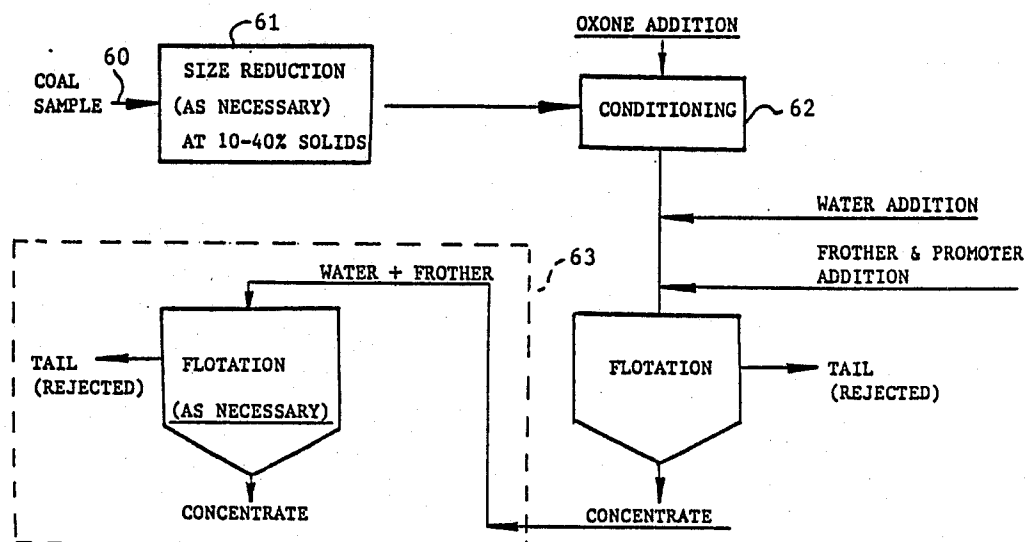 61
60
COAL
SAMPLE
SIZE REDUCTION
(AS NECESSARY)
AT 10-40% SOLIDS
OXONE ADDITION
CONDITIONING
62
WATER ADDITION
FROTHER & PROMOTER
ADDITION
63
WATER + FROTHER
TAIL
(REJECTED)
FLOTATION
(AS NECESSARY)
CONCENTRATE
FLOTATION
TAIL
(REJECTED)
CONCENTRATE